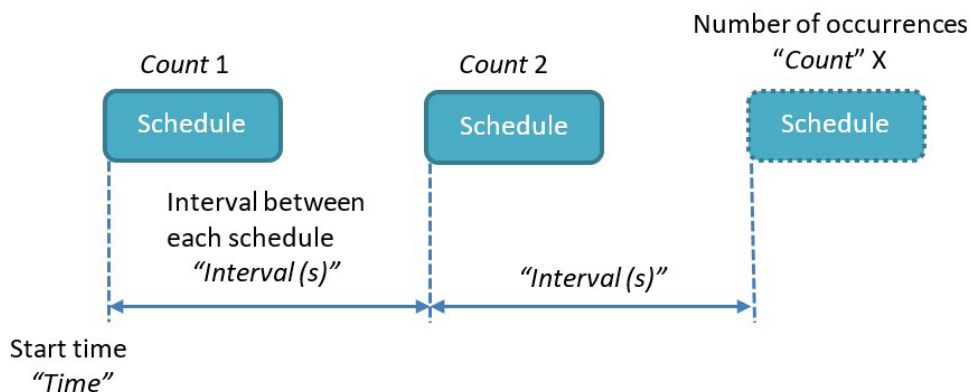 Number of occurrences
“Count” X
Count 1
Count 2
Schedule
Schedule
Schedule
Interval between
each schedule
“Interval (s)”
“Interval (s)”
Start time
“Time”